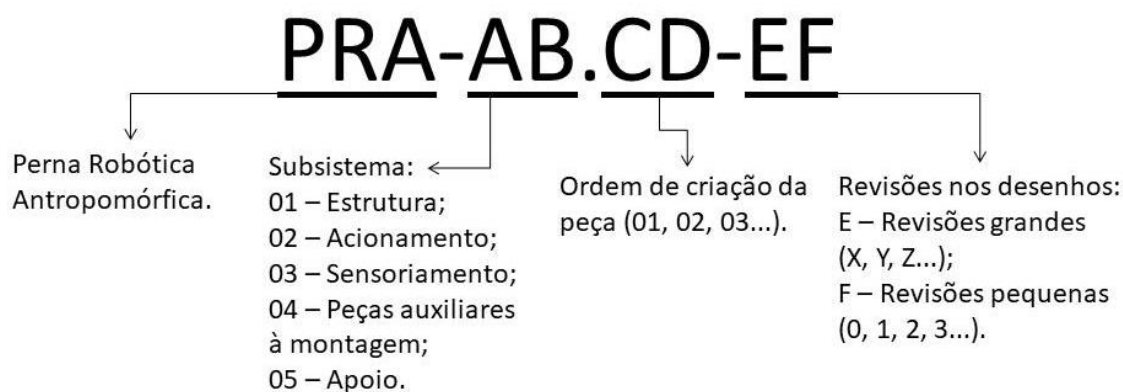 PRA-AB.CD-EF
Perna Robótica
Antropomórfica.
Subsistema:
01 – Estrutura;
02 – Acionamento;
03 – Sensoriamento;
04 – Peças auxiliares
à montagem;
05 – Apoio.
Ordem de criação da
peça (01, 02, 03...).
Revisões nos desenhos:
E – Revisões grandes
(X, Y, Z...);
F – Revisões pequenas
(0, 1, 2, 3...).